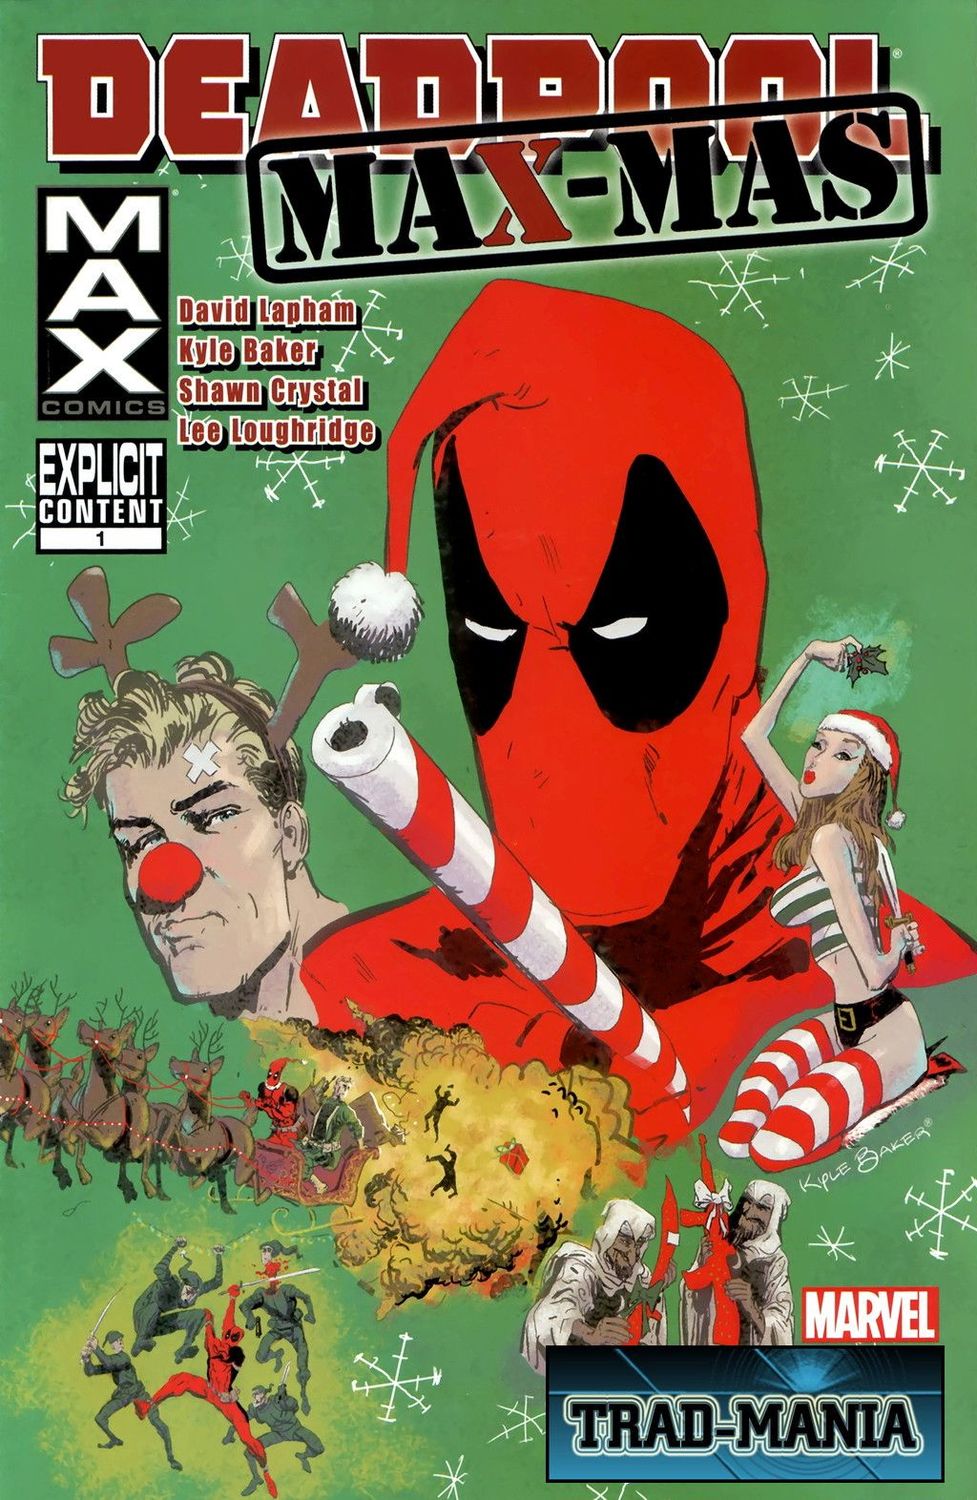 DEADPOOL®
MAX-MAS
MAX®
COMICS
David Lapham
Kyle Baker
Shawn Crystal
Lee Loughridge
EXPLICIT
CONTENT
1
KYLE BAKER®
MARVEL
TRAD-MANIA